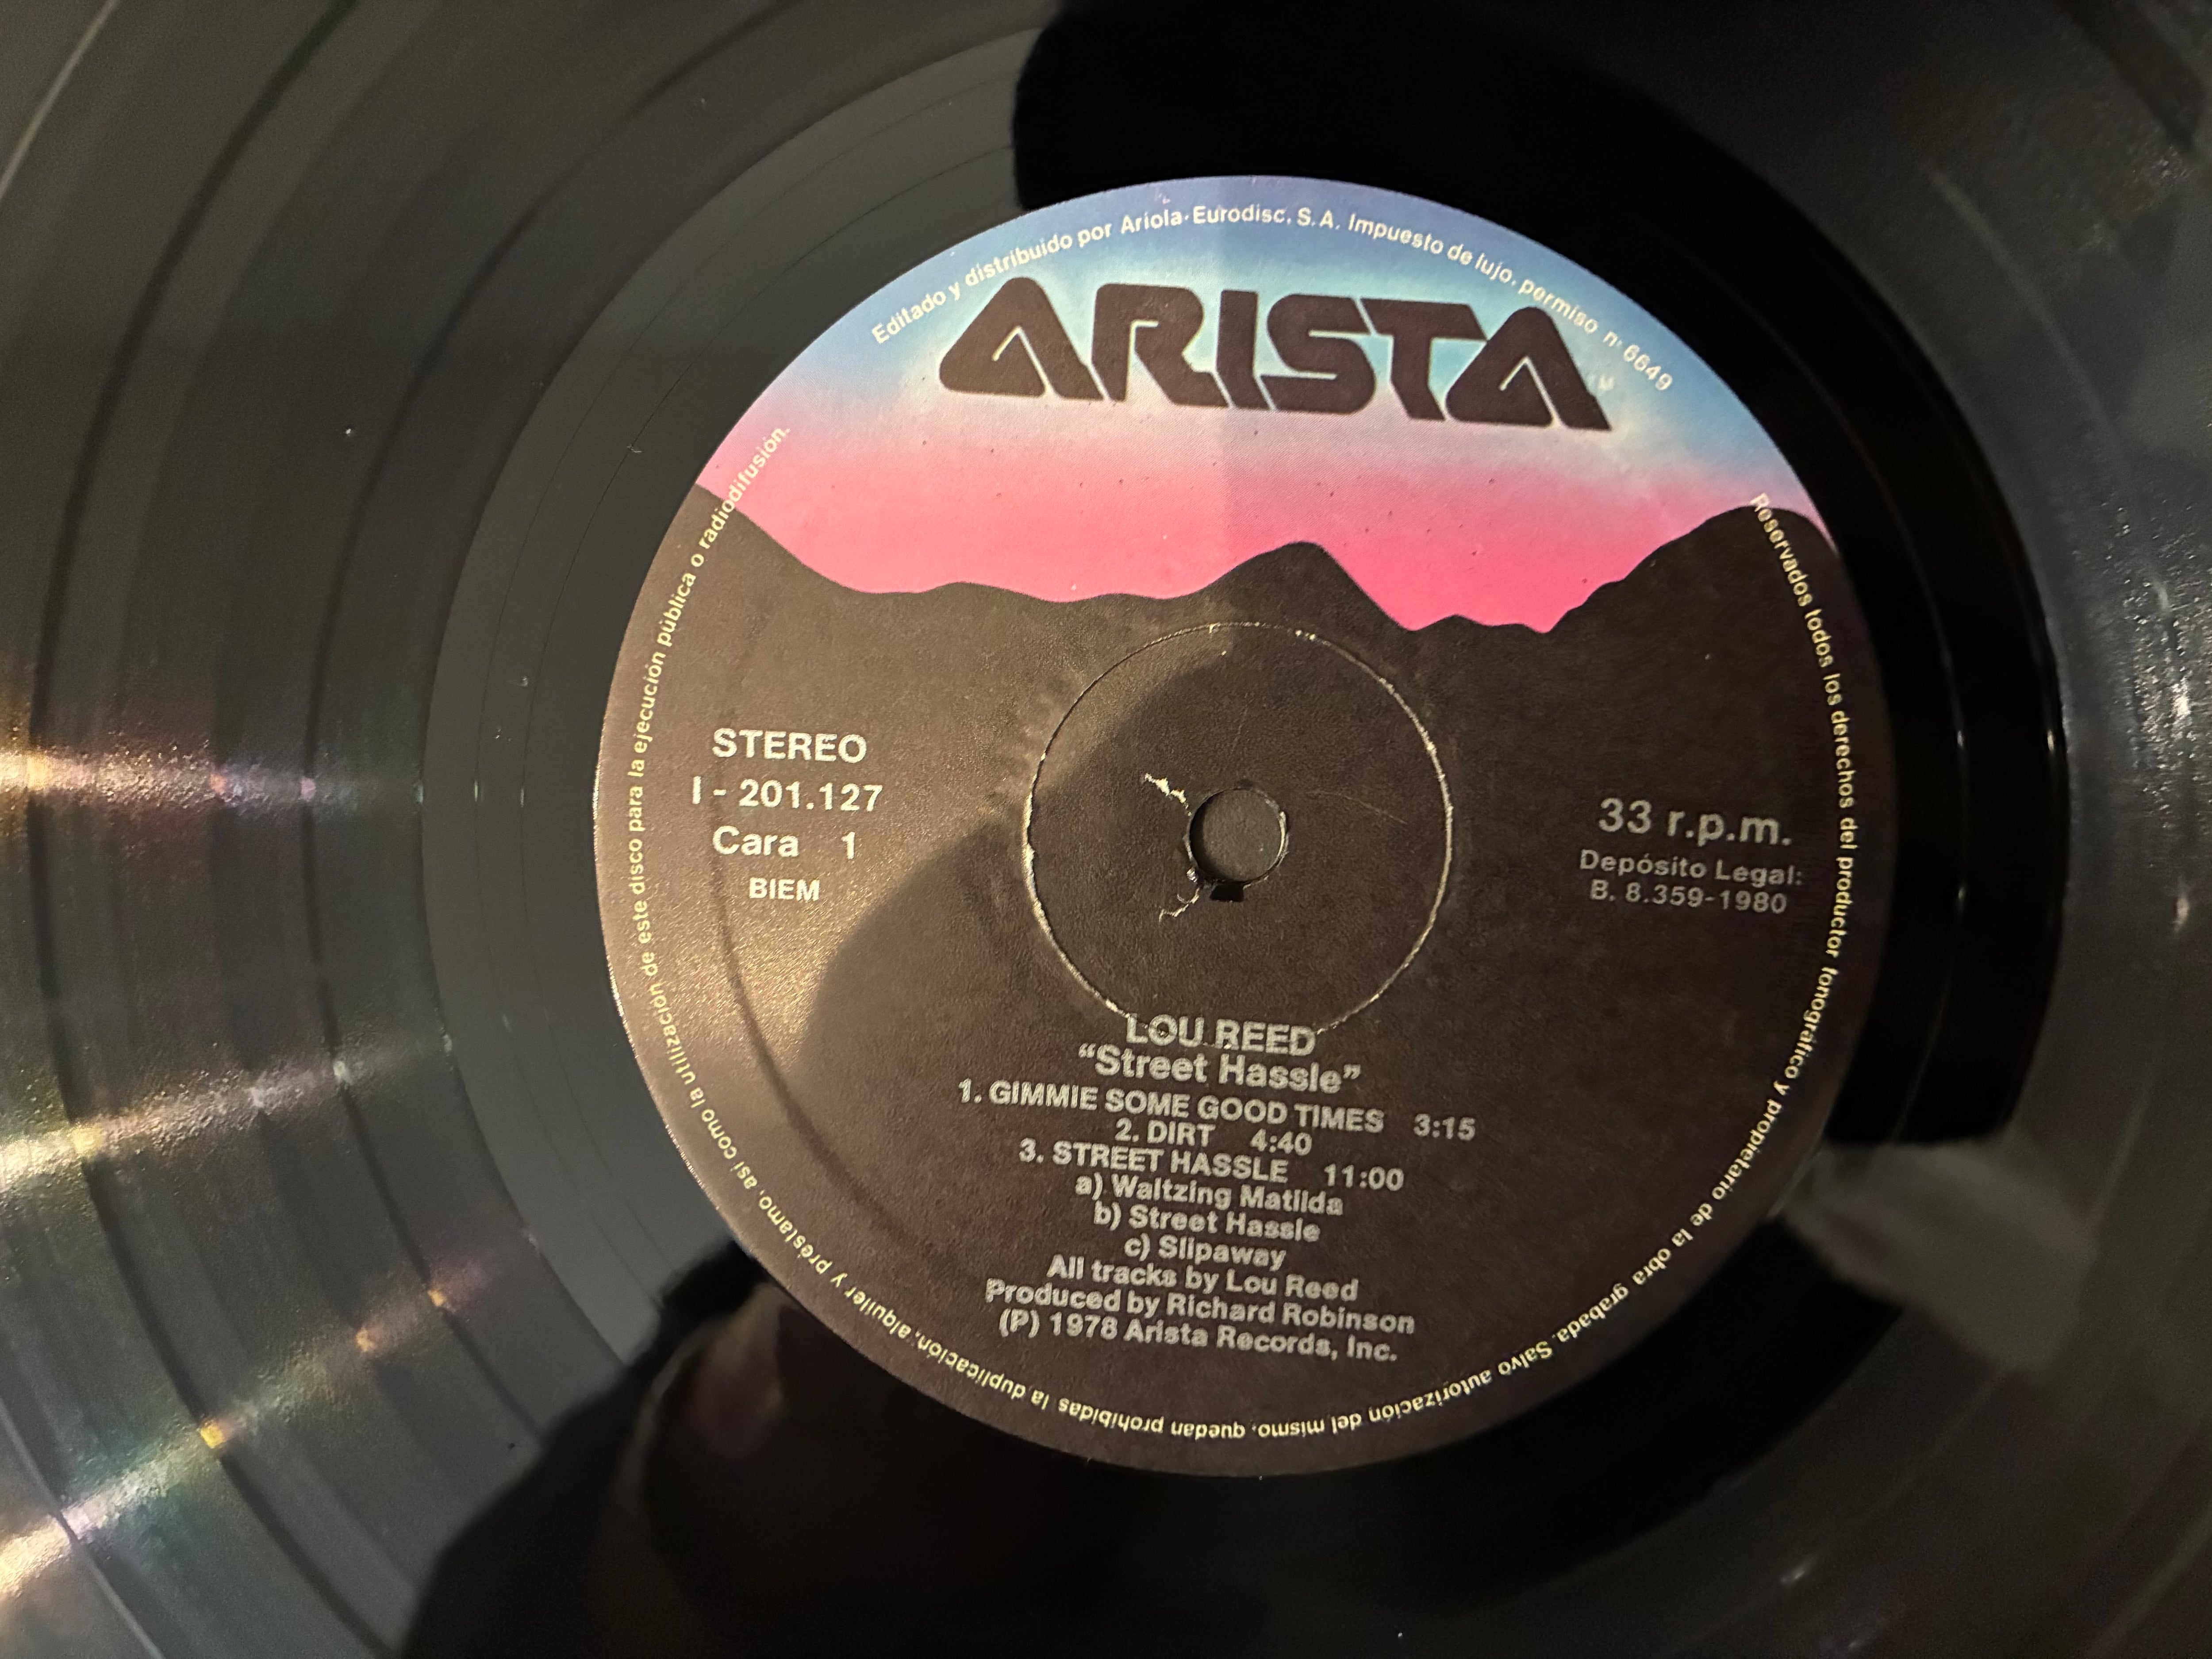 Editado y distribuido por Ariola-Eurodisc, S.A. Impuesto de lujo, permiso nº 6649
ARISTA
TM
STEREO
I - 201.127
Cara 1
BIEM
33 r.p.m.
Depósito Legal:
B. 8.359-1980
LOU REED
“Street Hassle”
1. GIMMIE SOME GOOD TIMES 3:15
2. DIRT 4:40
3. STREET HASSLE 11:00
a) Waltzing Matilda
b) Street Hassle
c) Slipaway
All tracks by Lou Reed
Produced by Richard Robinson
(P) 1978 Arista Records, Inc.
Reservados todos los derechos del productor fonográfico y propietario de la obra grabada. Salvo autorización del mismo, quedan prohibidas la duplicación, alquiler y préstamo, así como la utilización de este disco para la ejecución pública o radiodifusión.